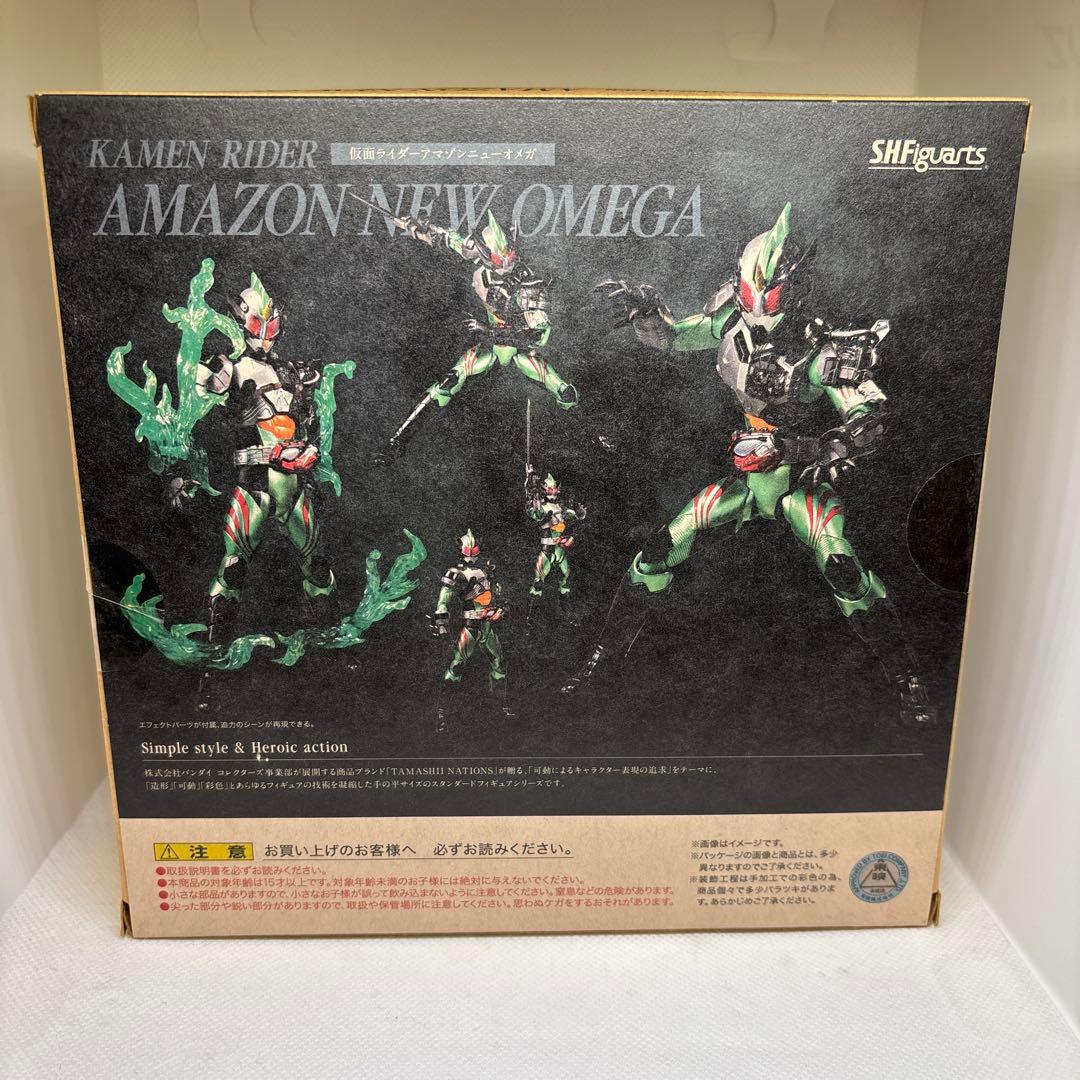 KAMEN RIDER 仮面ライダーアマゾンニューオメガ
S.H.Figuarts
AMAZON NEW OMEGA
エフェクトパーツが付属、迫力のシーンが再現できる。
Simple style & Heroic action
株式会社バンダイ コレクターズ事業部が展開する商品ブランド「TAMASHII NATIONS」が贈る、「可動によるキャラクター表現の追求」をテーマに、
「造形」「可動」「彩色」とあらゆるフィギュアの技術を凝縮した手の平サイズのスタンダードフィギュアシリーズです。
注意 お買い上げのお客様へ 必ずお読みください。
●取扱説明書を必ずお読みください。
●本商品の対象年齢は15才以上です。対象年齢未満のお子様には絶対に与えないでください。
●小さな部品がありますので、小さなお子様が誤って飲み込まないように注意してください。窒息などの危険があります。
●尖った部分や鋭い部分がありますので、取扱や保管場所に注意してください。思わぬケガをするおそれがあります。
※画像はイメージです。
※パッケージの画像と商品とは、多少
異なりますのでご了承ください。
※装飾工程は手加工での彩色の為、
商品個々で多少バラツキがありま
す。あらかじめご了承ください。
APPROVED BY TOEI COMPANY
東映